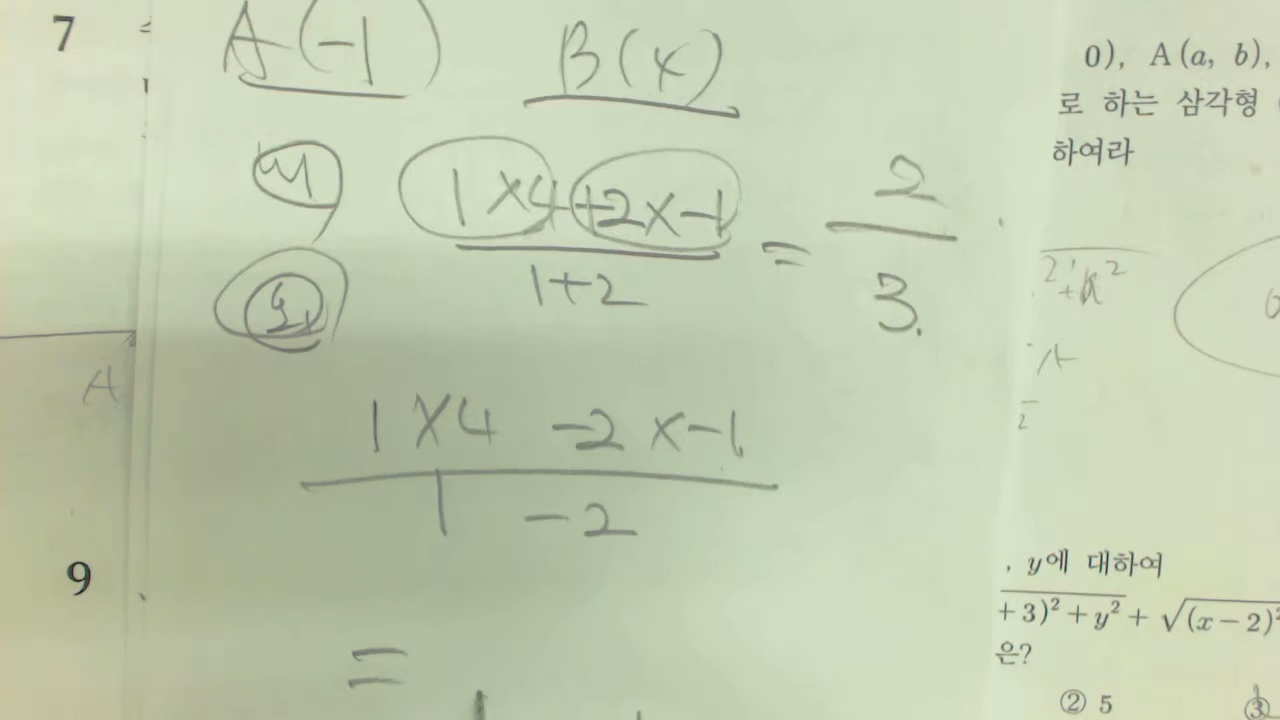 7
A(-1) B(4)
0), A(a, b),
로 하는 삼각형
하여라
내
1×4+2×-1
1+2
=
2
3.
외
A
1×4 -2×-1
1 -2
9
, y에 대하여
+3)²+y²+√(x-2)²
은?
=
② 5
③